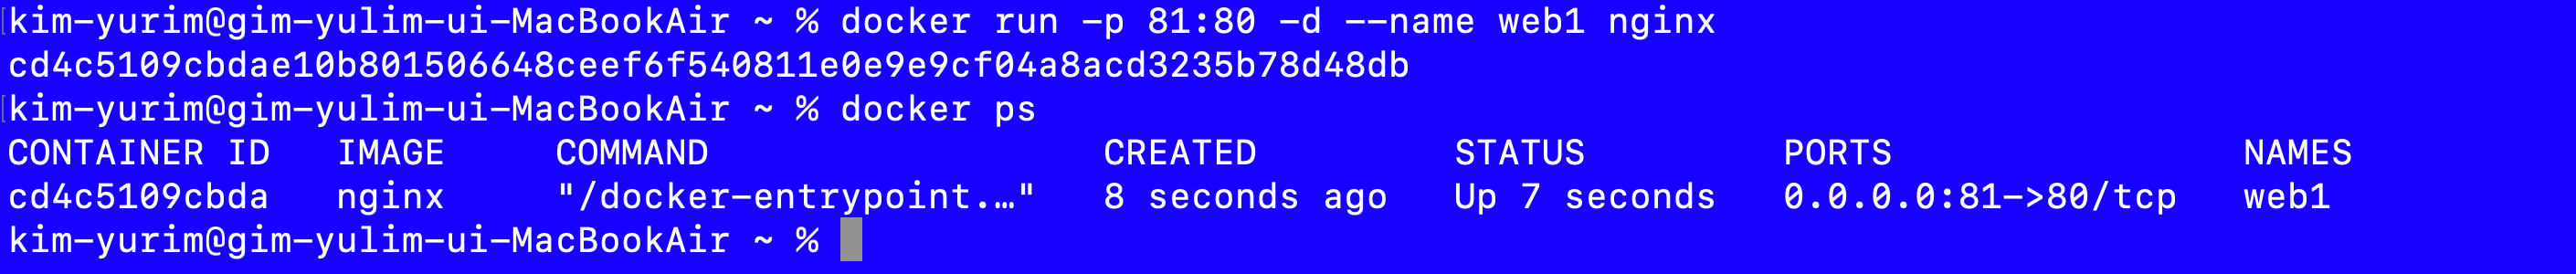 kim-yurim@gim-yulim-ui-MacBookAir ~ % docker run -p 81:80 -d --name web1 nginx
cd4c5109cbdae10b801506648ceef6f540811e0e9e9cf04a8acd3235b78d48db
kim-yurim@gim-yulim-ui-MacBookAir ~ % docker ps
CONTAINER ID   IMAGE     COMMAND                  CREATED         STATUS         PORTS                NAMES
cd4c5109cbda   nginx     "/docker-entrypoint.…"   8 seconds ago   Up 7 seconds   0.0.0.0:81->80/tcp   web1
kim-yurim@gim-yulim-ui-MacBookAir ~ %